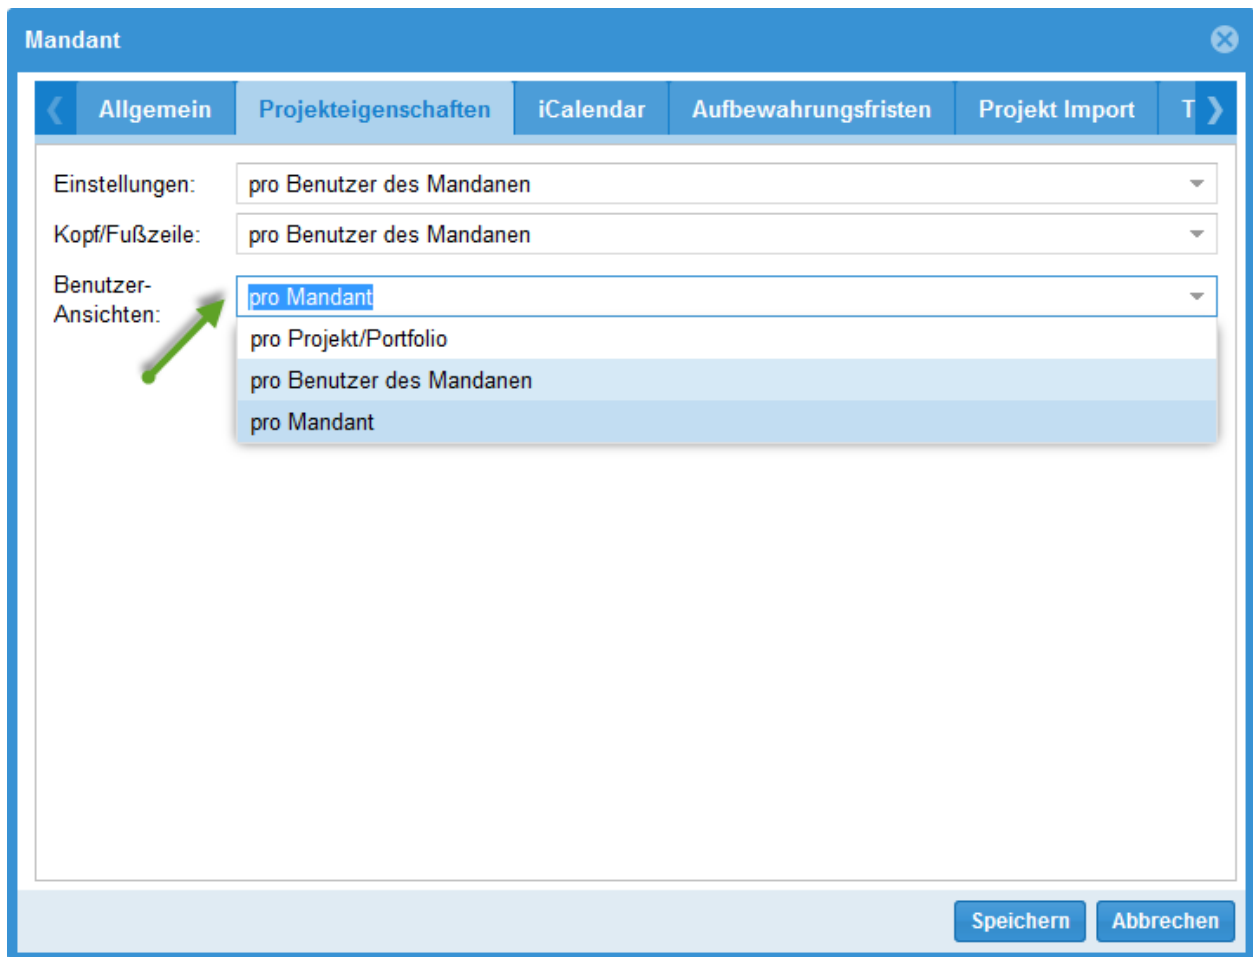 Mandant
Allgemein Projekteigenschaften iCalendar Aufbewahrungsfristen Projekt Import T
Einstellungen: pro Benutzer des Mandanen
Kopf/Fußzeile: pro Benutzer des Mandanen
Benutzer-
Ansichten: pro Mandant
pro Projekt/Portfolio
pro Benutzer des Mandanen
pro Mandant
Speichern Abbrechen